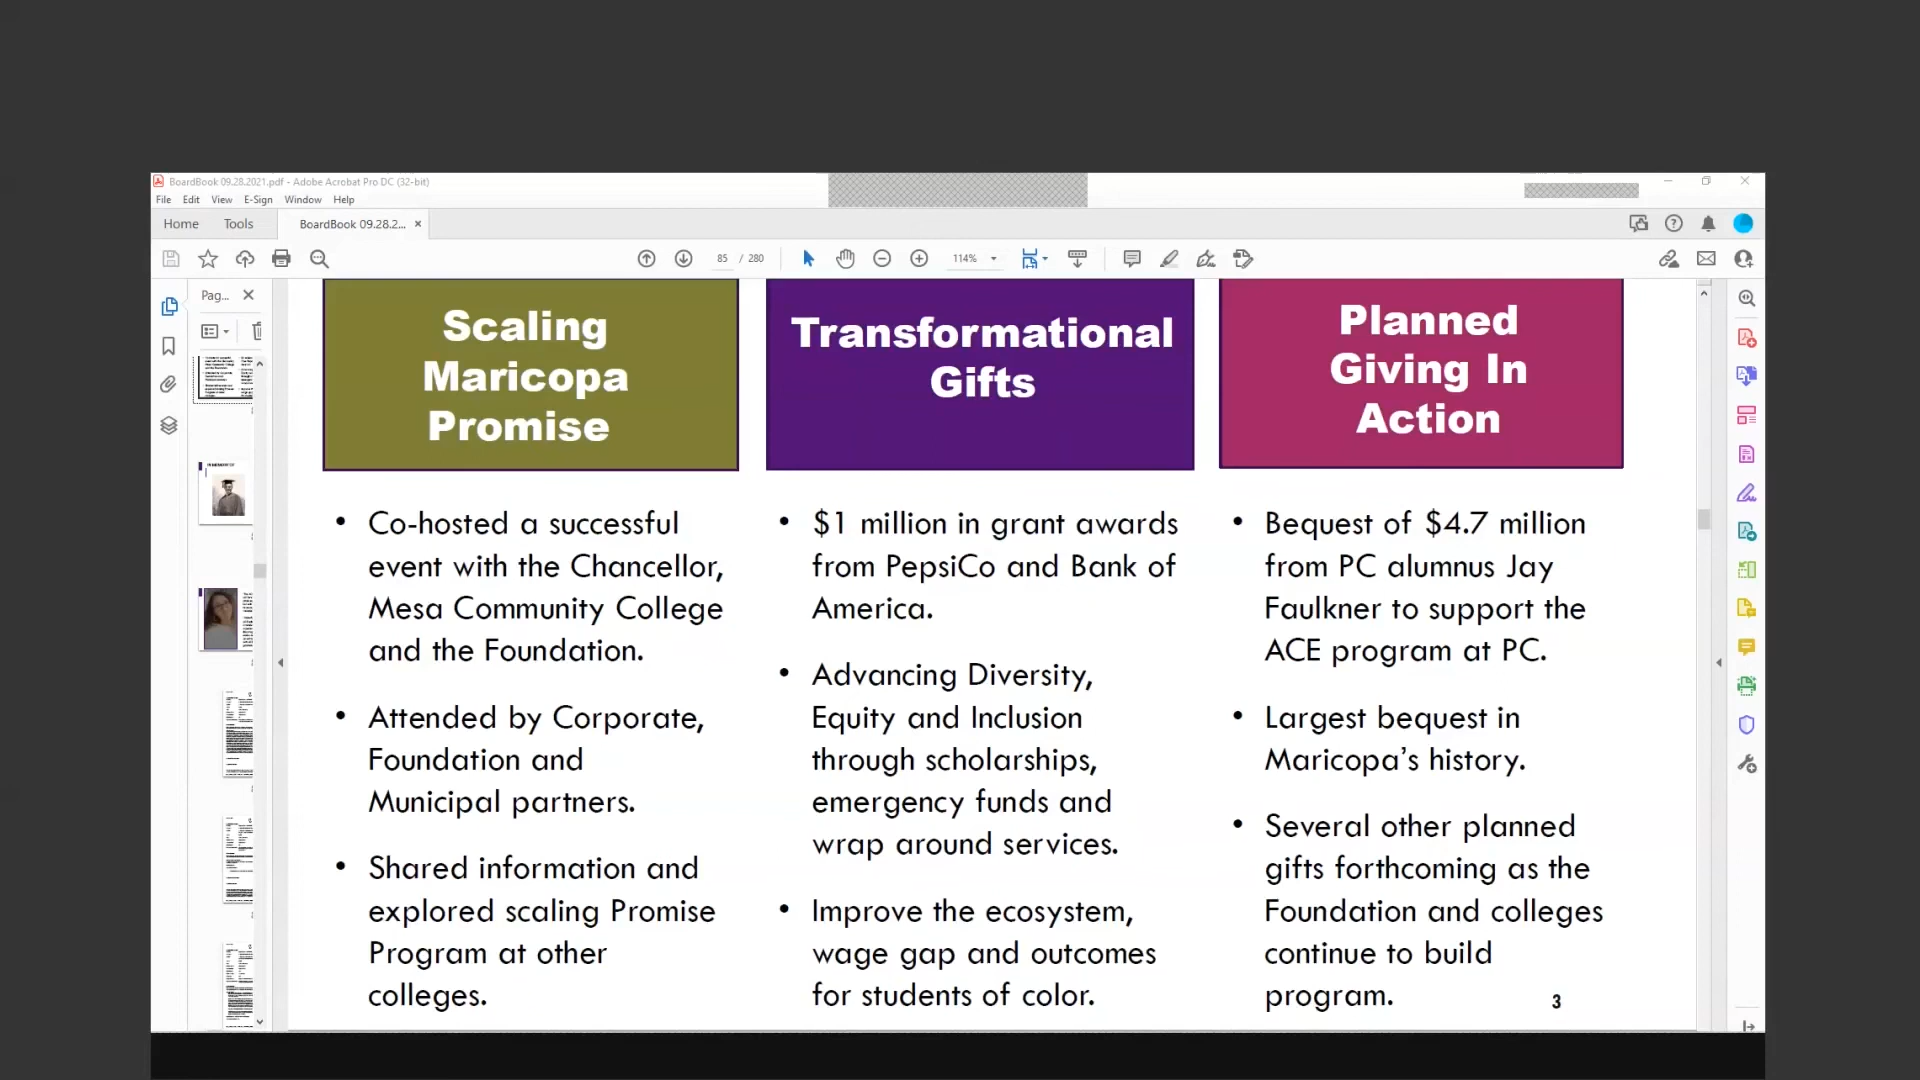 BoardBook 09.28.2021.pdf - Adobe Acrobat Pro DC (32-bit)
File Edit View E-Sign Window Help
Home Tools BoardBook 09.28.2... ×
85 / 280 114%
Pag...
Scaling
Maricopa
Promise
• Co-hosted a successful
event with the Chancellor,
Mesa Community College
and the Foundation.
• Attended by Corporate,
Foundation and
Municipal partners.
• Shared information and
explored scaling Promise
Program at other
colleges.
Transformational
Gifts
• $1 million in grant awards
from PepsiCo and Bank of
America.
• Advancing Diversity,
Equity and Inclusion
through scholarships,
emergency funds and
wrap around services.
• Improve the ecosystem,
wage gap and outcomes
for students of color.
Planned
Giving In
Action
• Bequest of $4.7 million
from PC alumnus Jay
Faulkner to support the
ACE program at PC.
• Largest bequest in
Maricopa’s history.
• Several other planned
gifts forthcoming as the
Foundation and colleges
continue to build
program.
3